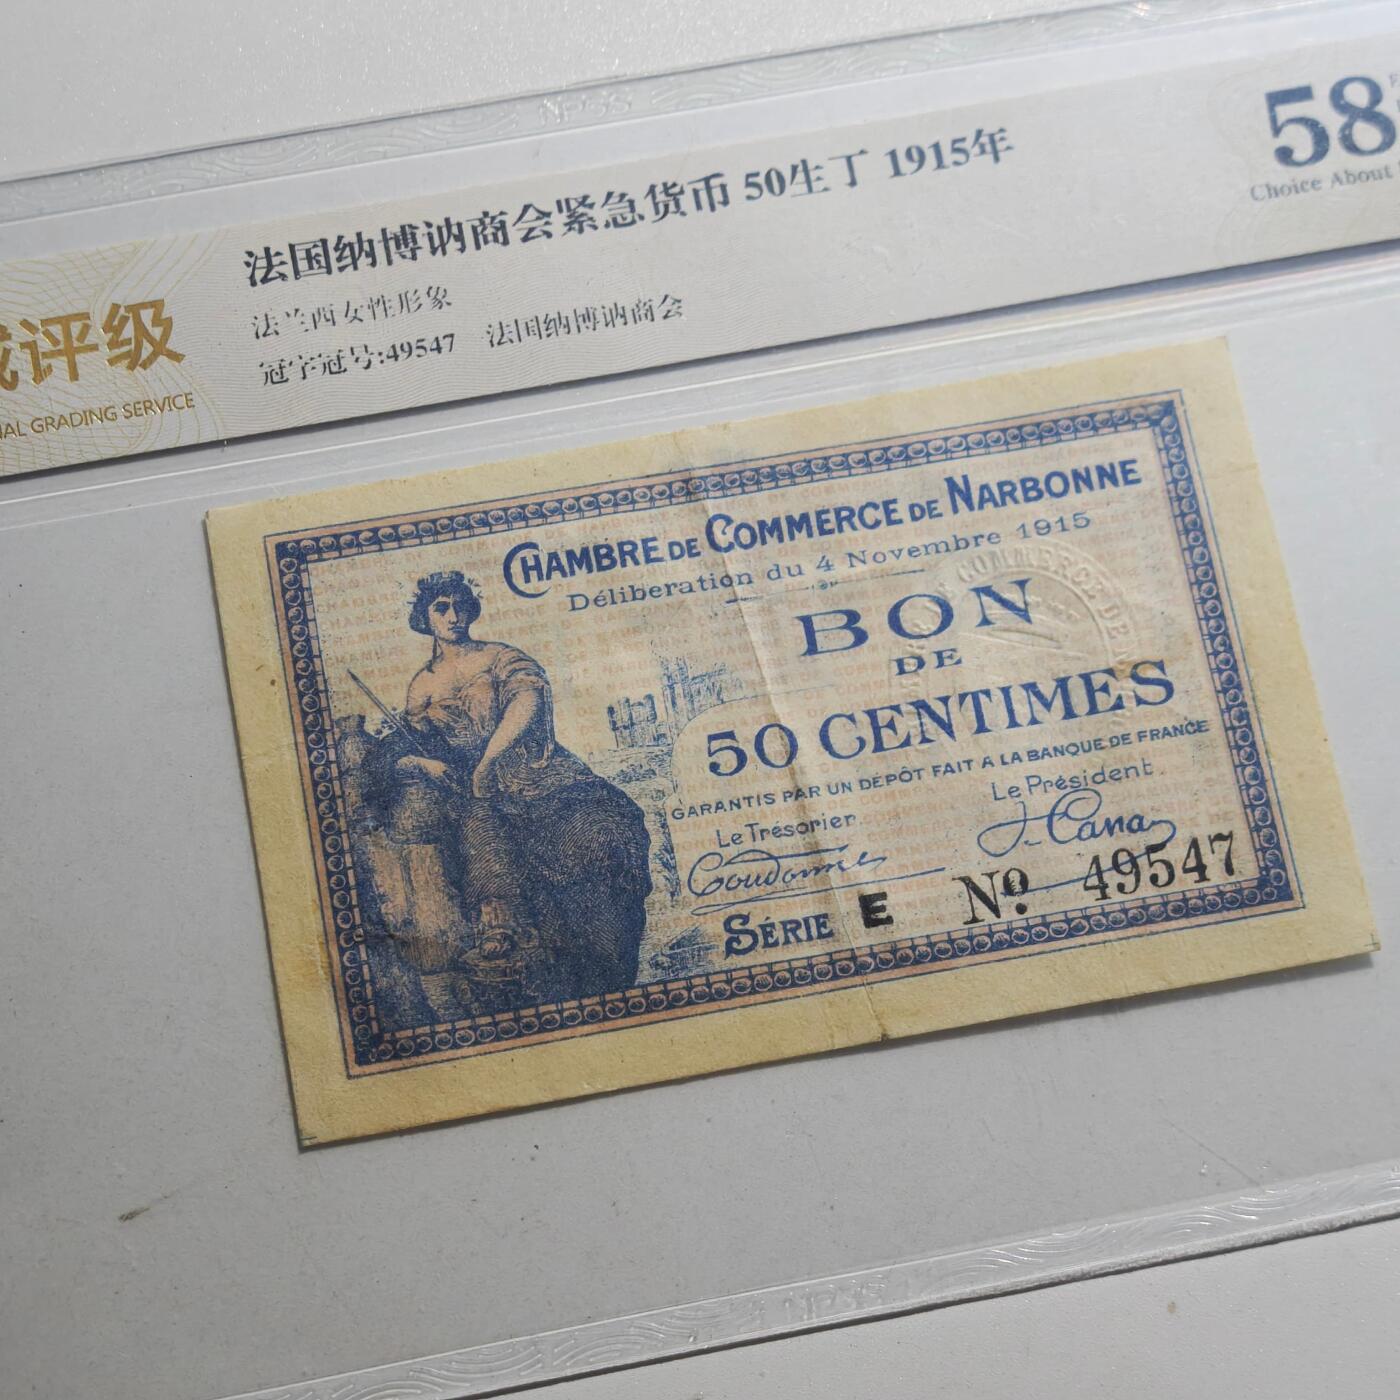 法国纳博讷商会紧急货币 50生丁 1915年
法兰西女性形象
冠字冠号:49547 法国纳博讷商会
评级
GRADING SERVICE
58
Choice About
CHAMBRE DE COMMERCE DE NARBONNE
Déliberation du 4 Novembre 1915
BON
DE
50 CENTIMES
GARANTIS PAR UN DÉPÔT FAIT A LA BANQUE DE FRANCE
Le Trésorier
Le Président
SÉRIE E Nº 49547